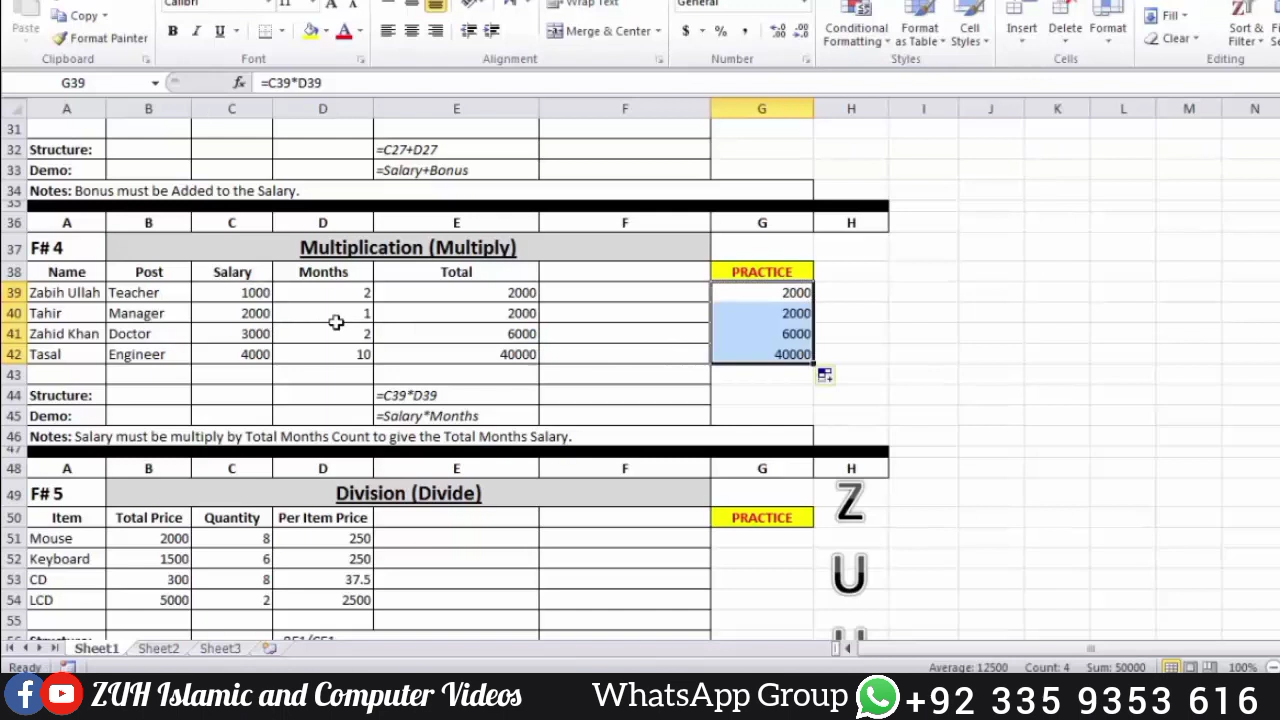 Calibri 11 General
Copy Wrap Text
Paste Format Painter B I U Merge & Center $ % , Conditional Formatting Format as Table Cell Styles Insert Delete Format Fill Clear Sort & Filter
Clipboard Font Alignment Number Styles Cells Editing
G39 fx =C39*D39
A B C D E F G H I J K L M N
31
32 Structure: =C27+D27
33 Demo: =Salary+Bonus
34 Notes: Bonus must be Added to the Salary.
35
36 A B C D E F G H
37 F# 4 Multiplication (Multiply)
38 Name Post Salary Months Total PRACTICE
39 Zabih Ullah Teacher 1000 2 2000 2000
40 Tahir Manager 2000 1 2000 2000
41 Zahid Khan Doctor 3000 2 6000 6000
42 Tasal Engineer 4000 10 40000 40000
43
44 Structure: =C39*D39
45 Demo: =Salary*Months
46 Notes: Salary must be multiply by Total Months Count to give the Total Months Salary.
47
48 A B C D E F G H
49 F# 5 Division (Divide) Z
50 Item Total Price Quantity Per Item Price PRACTICE
51 Mouse 2000 8 250
52 Keyboard 1500 6 250 U
53 CD 300 8 37.5
54 LCD 5000 2 2500
55
Sheet1 Sheet2 Sheet3
Ready Average: 12500 Count: 4 Sum: 50000 100%
ZUH Islamic and Computer Videos WhatsApp Group +92 335 9353 616